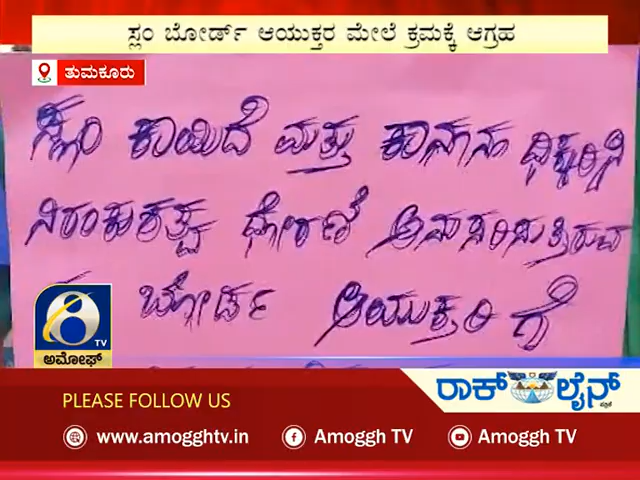 ಸ್ಲಂ ಬೋರ್ಡ್ ಆಯುಕ್ತರ ಮೇಲೆ ಕ್ರಮಕ್ಕೆ ಆಗ್ರಹ
ತುಮಕೂರು
ಸ್ಲಂ ಕಾಯಿದೆ ಮತ್ತು ಕಾನೂನು ಧಿಕ್ಕರಿಸಿ
ನಿರಂಕುಶತ್ವ ಧೋರಣೆ ಅನುಸರಿಸುತ್ತಿರುವ
ಬೋರ್ಡ್ ಆಯುಕ್ತರಿಗೆ
TV
ಅಮೋಘ್
ರಾಕ್ ಲೈನ್
PLEASE FOLLOW US
www.amogghtv.in Amoggh TV Amoggh TV